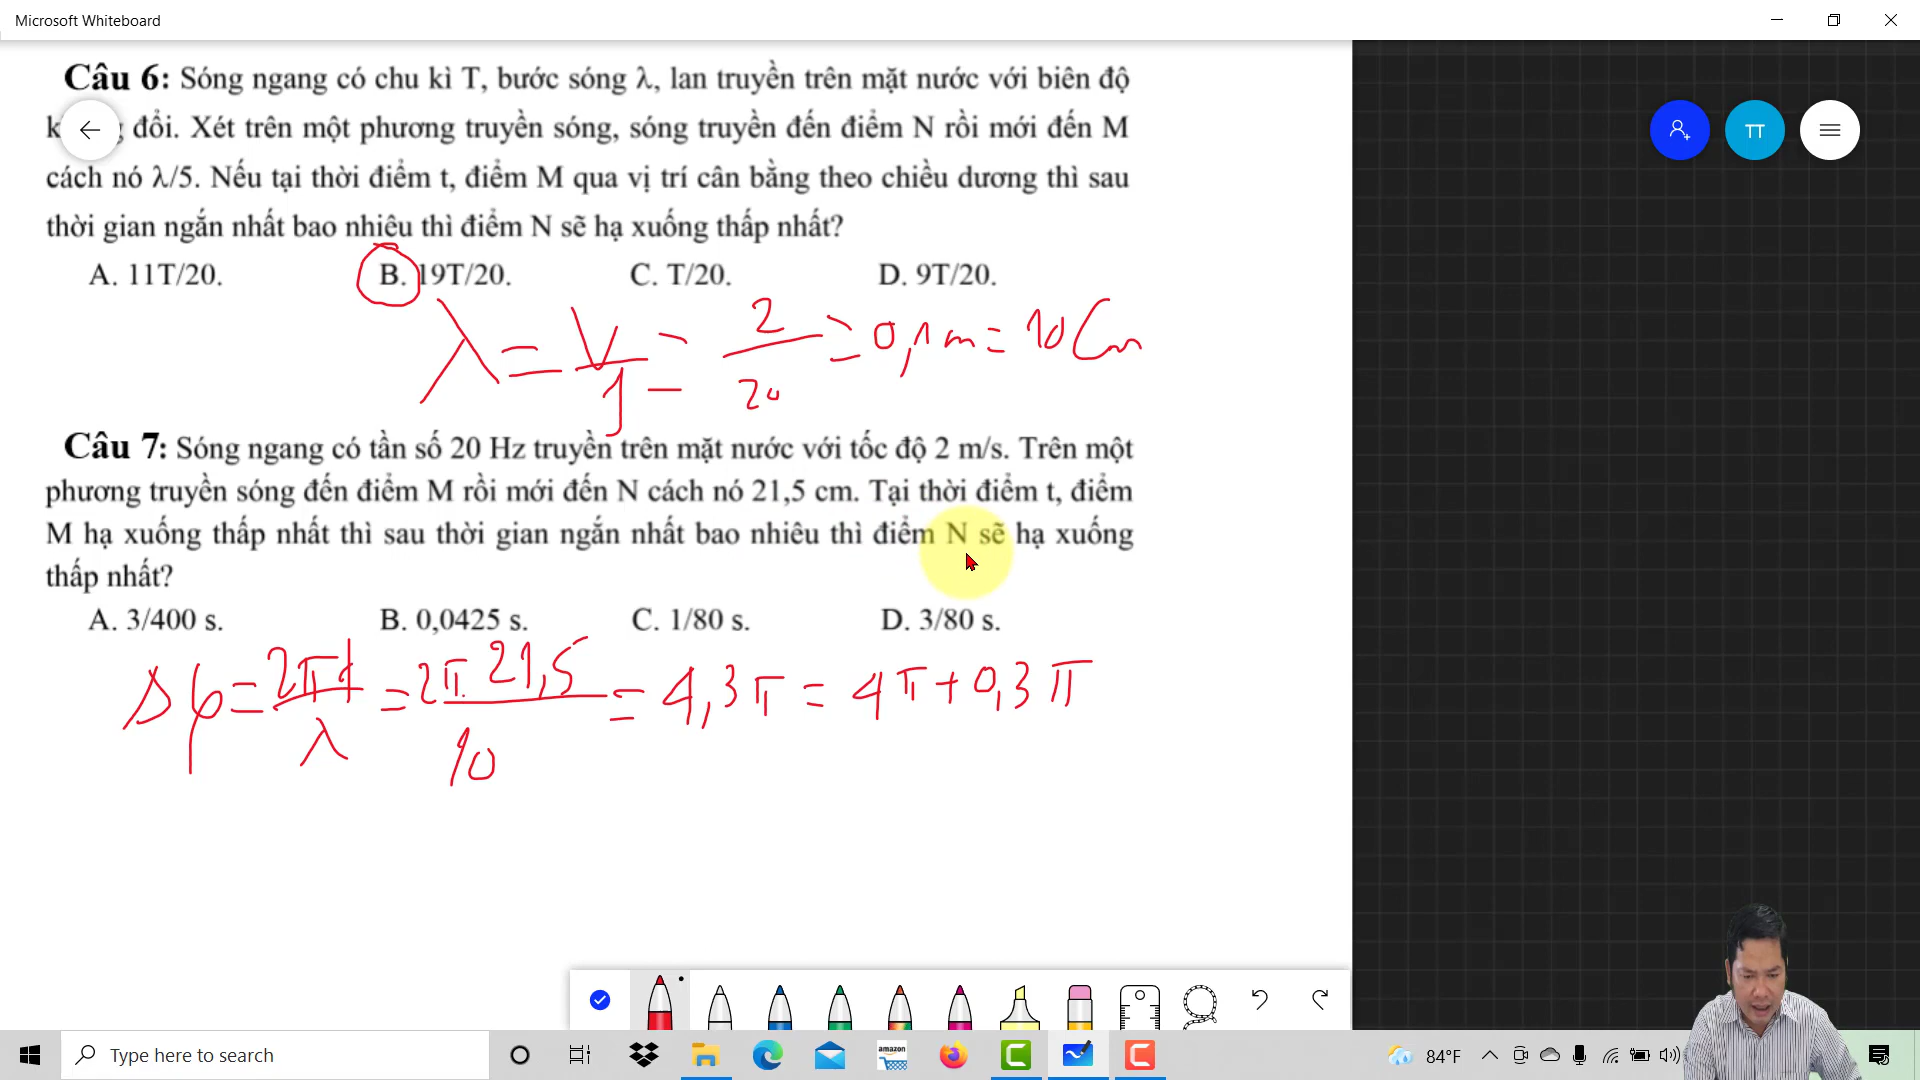 Microsoft Whiteboard
Câu 6: Sóng ngang có chu kì T, bước sóng λ, lan truyền trên mặt nước với biên độ
đổi. Xét trên một phương truyền sóng, sóng truyền đến điểm N rồi mới đến M
cách nó λ/5. Nếu tại thời điểm t, điểm M qua vị trí cân bằng theo chiều dương thì sau
thời gian ngắn nhất bao nhiêu thì điểm N sẽ hạ xuống thấp nhất?
A. 11T/20. B. 19T/20. C. T/20. D. 9T/20.
λ = V/f = 2/20 = 0,1m = 10 Cm
Câu 7: Sóng ngang có tần số 20 Hz truyền trên mặt nước với tốc độ 2 m/s. Trên một
phương truyền sóng đến điểm M rồi mới đến N cách nó 21,5 cm. Tại thời điểm t, điểm
M hạ xuống thấp nhất thì sau thời gian ngắn nhất bao nhiêu thì điểm N sẽ hạ xuống
thấp nhất?
A. 3/400 s. B. 0,0425 s. C. 1/80 s. D. 3/80 s.
Δφ = 2πd/λ = 2π.21,5/10 = 4,3π = 4π + 0,3π
TT
Type here to search
amazon
84°F